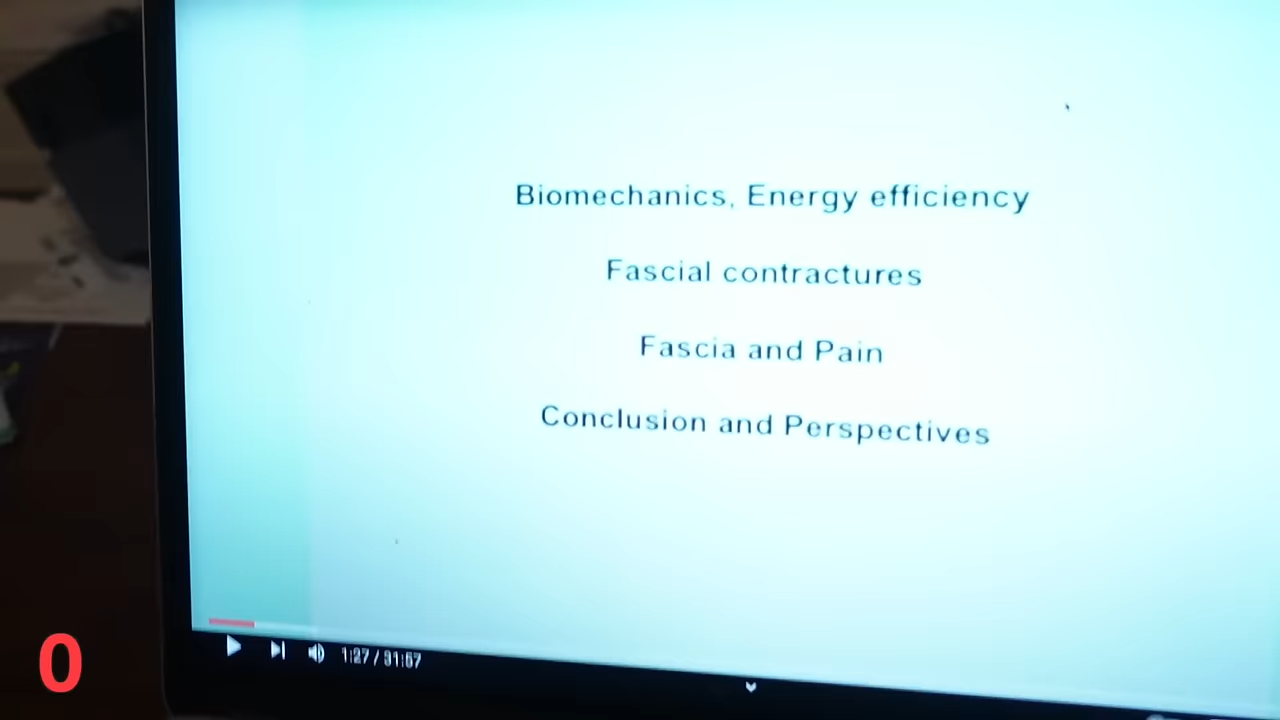 Biomechanics, Energy efficiency
Fascial contractures
Fascia and Pain
Conclusion and Perspectives
1:27 / 31:57
0